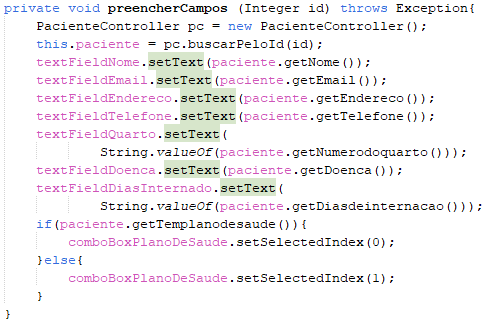 private void preencherCampos (Integer id) throws Exception{
    PacienteController pc = new PacienteController();
    this.paciente = pc.buscarPeloId(id);
    textFieldNome.setText(paciente.getNome());
    textFieldEmail.setText(paciente.getEmail());
    textFieldEndereco.setText(paciente.getEndereco());
    textFieldTelefone.setText(paciente.getTelefone());
    textFieldQuarto.setText(
            String.valueOf(paciente.getNumerodoquarto()));
    textFieldDoenca.setText(paciente.getDoenca());
    textFieldDiasInternado.setText(
            String.valueOf(paciente.getDiasdeinternacao()));
    if(paciente.getTemplanodesaude()){
        comboBoxPlanoDeSaude.setSelectedIndex(0);
    }else{
        comboBoxPlanoDeSaude.setSelectedIndex(1);
    }
}